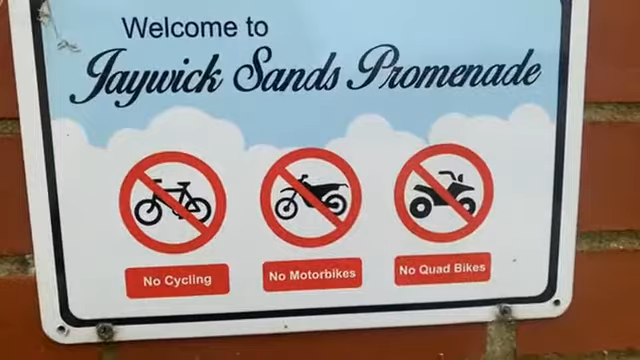 Welcome to
Jaywick Sands Promenade
No Cycling
No Motorbikes
No Quad Bikes